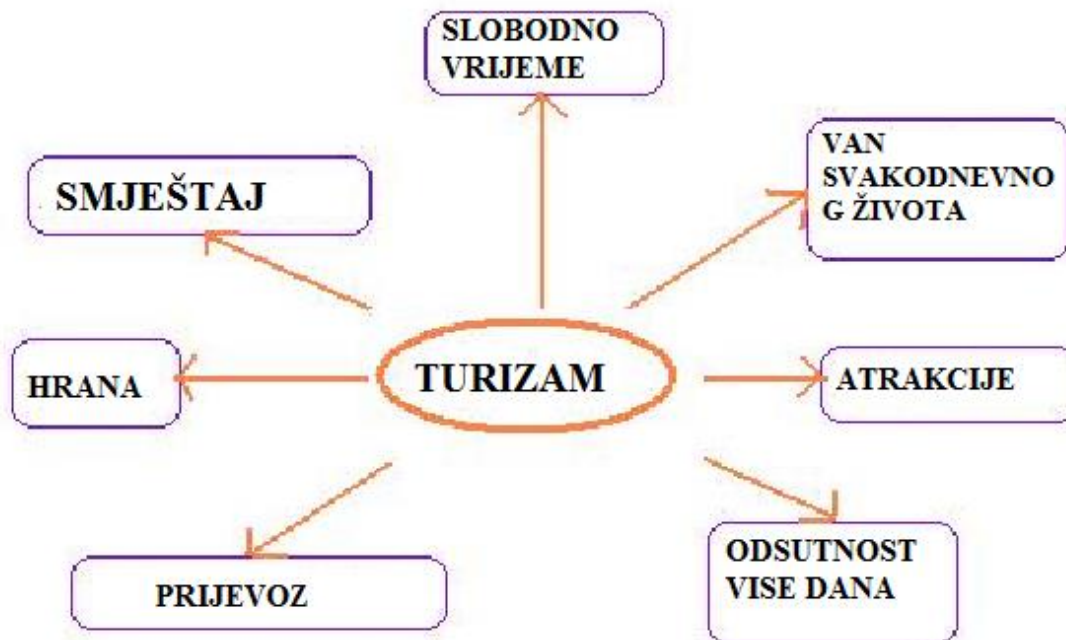 SLOBODNO
VRIJEME
VAN
SVAKODNEVNO
G ŽIVOTA
SMJEŠTAJ
HRANA
TURIZAM
ATRAKCIJE
PRIJEVOZ
ODSUTNOST
VISE DANA